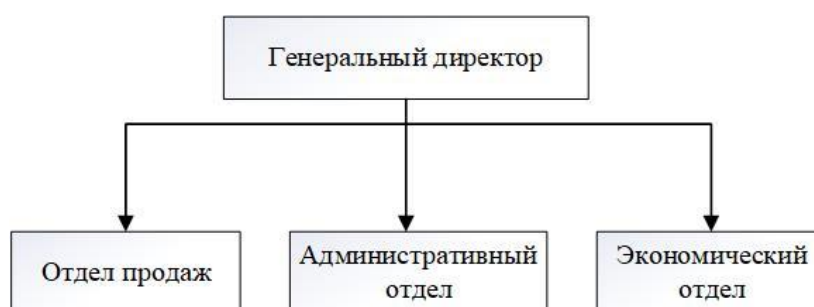 Генеральный директор
Отдел продаж
Административный
отдел
Экономический
отдел